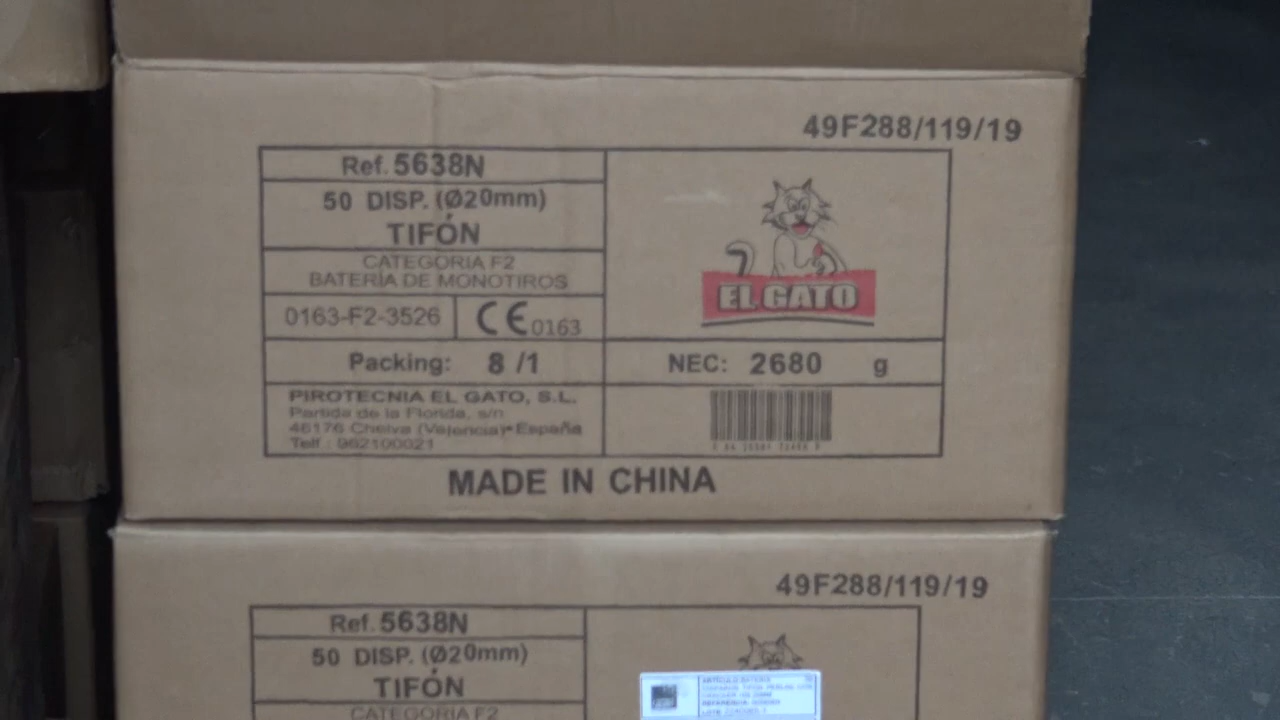 49F288/119/19
Ref. 5638N
50 DISP. (Ø20mm)
TIFÓN
CATEGORIA F2
BATERÍA DE MONOTIROS
0163-F2-3526
CE 0163
EL GATO
Packing: 8 /1
NEC: 2680 g
PIROTECNIA EL GATO, S.L.
Partida de la Florida, s/n
46176 Chelva (Valencia)-España
Telf.: 962100021
MADE IN CHINA
49F288/119/19
Ref. 5638N
50 DISP. (Ø20mm)
TIFÓN
CATEGORIA F2